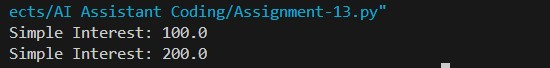 ects/AI Assistant Coding/Assignment-13.py"
Simple Interest: 100.0
Simple Interest: 200.0